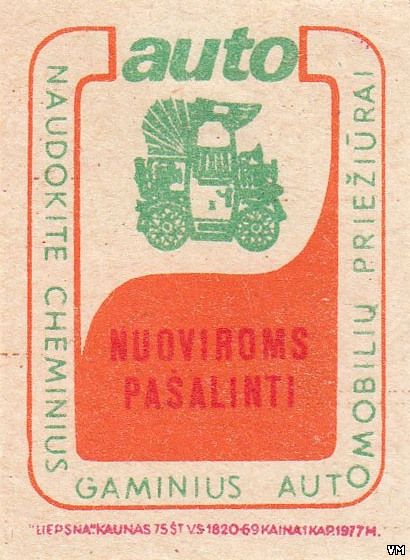 auto
NAUDOKITE CHEMINIUS GAMINIUS AUTOMOBILIŲ PRIEŽIŪRAI
NUOVIROMS
PAŠALINTI
"LIEPSNA". KAUNAS 75 ŠT VS-1820-69 KAINA 1 KAP. 1977 M.
VM